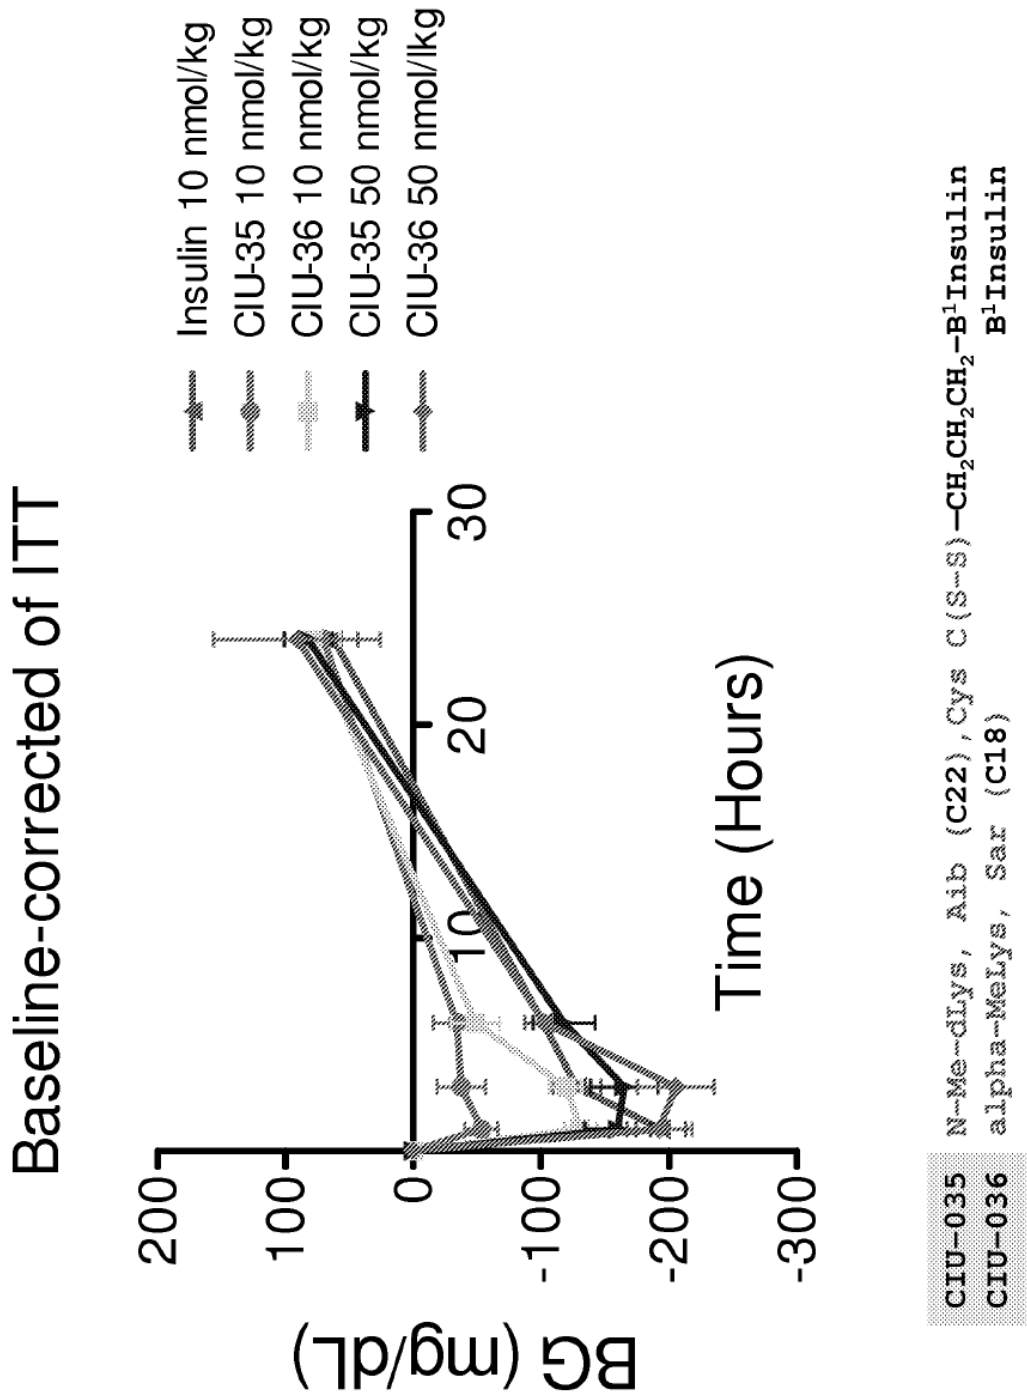 Baseline-corrected of ITT
Insulin 10 nmol/kg
CIU-35 10 nmol/kg
CIU-36 10 nmol/kg
CIU-35 50 nmol/kg
CIU-36 50 nmol/lkg
BG (mg/dL)
200
100
0
-100
-200
-300
10
20
30
Time (Hours)
CIU-035 N-Me-dLys, Aib (C22),Cys C(S-S)-CH₂CH₂CH₂-B¹Insulin
CIU-036 alpha-MeLys, Sar (C18) B¹Insulin